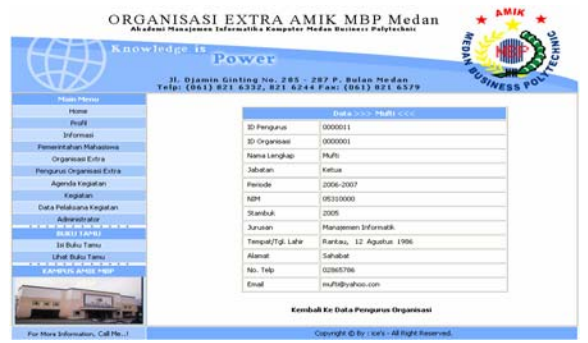 ORGANISASI EXTRA AMIK MBP Medan
Akademi Manajemen Informatika Komputer Medan Business Polytechnic
Knowledge is
Power
Jl. Djamin Ginting No. 285 - 287 P. Bulan Medan
Telp: (061) 821 6332, 821 6244 Fax: (061) 821 6579
AMIK
MEDAN BUSINESS POLYTECHNIC
MBP
Main Menu
Home
Profil
Informasi
Pemerintahan Mahasiswa
Organisasi Extra
Pengurus Organisasi Extra
Agenda Kegiatan
Kegiatan
Data Pelaksana Kegiatan
Administrator
BUKU TAMU
Isi Buku Tamu
Lihat Buku Tamu
KAMPUS AMIK MBP
For More Information, Call Me...!
Data >>> Mufti <<<
ID Pengurus 0000011
ID Organisasi 0000001
Nama Lengkap Mufti
Jabatan Ketua
Periode 2006-2007
NIM 05310000
Stambuk 2005
Jurusan Manajemen Informatik
Tempat/Tgl. Lahir Rantau, 12 Agustus 1986
Alamat Sahabat
No. Telp 02865786
Email mufti@yahoo.com
Kembali Ke Data Pengurus Organisasi
Copyright © By : ice's - All Right Reserved.